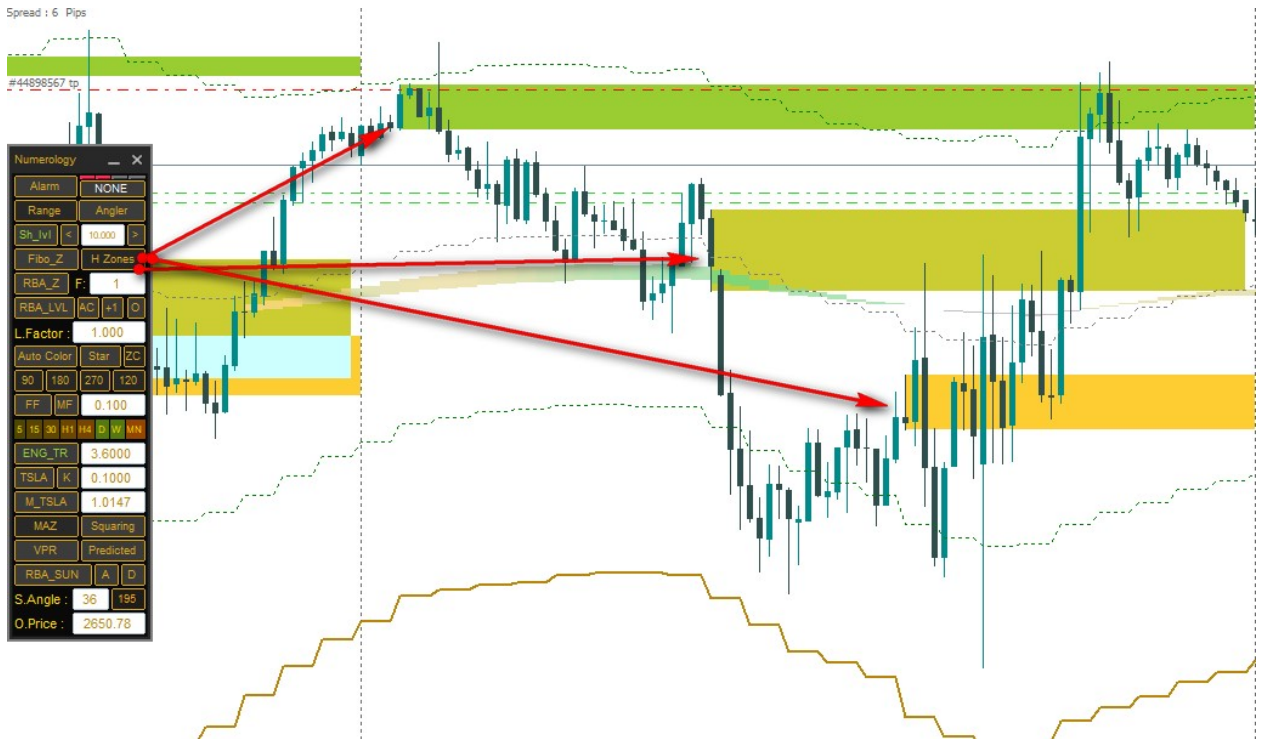 Spread : 6 Pips
#44898567 tp
Numerology
Alarm NONE
Range Angler
Sh_lvl < 10.000 >
Fibo_Z H Zones
RBA_Z F: 1
RBA_LVL AC +1 O
L.Factor : 1.000
Auto Color Star ZC
90 180 270 120
FF MF 0.100
5 15 30 H1 H4 D W MN
ENG_TR 3.6000
TSLA K 0.1000
M_TSLA 1.0147
MAZ Squaring
VPR Predicted
RBA_SUN A D
S.Angle : 36 195
O.Price : 2650.78